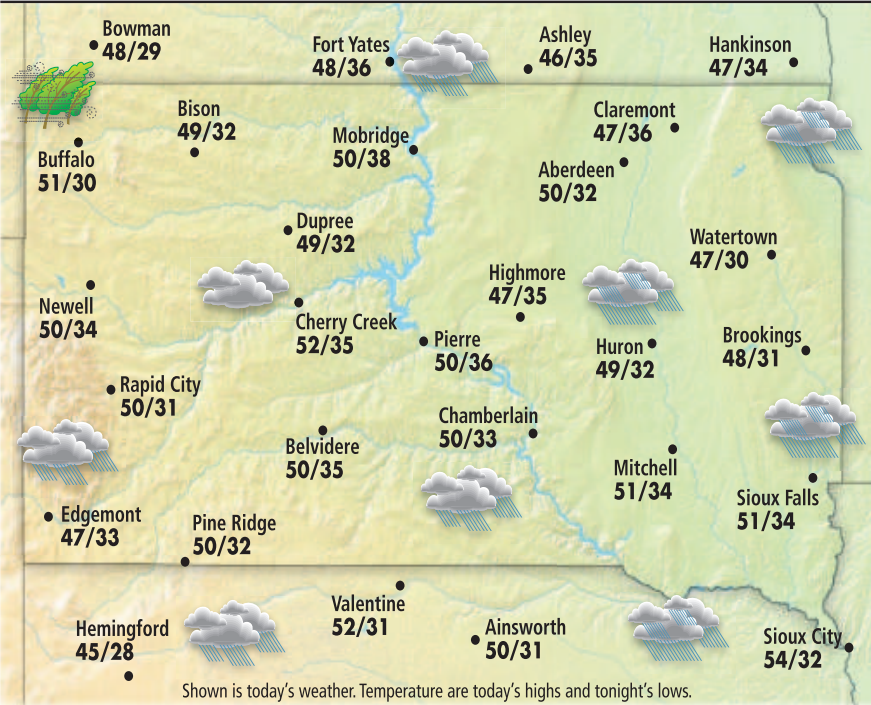 Bowman
48/29
Fort Yates
48/36
Ashley
46/35
Hankinson
47/34
Bison
49/32
Claremont
47/36
Mobridge
50/38
Buffalo
51/30
Aberdeen
50/32
Dupree
49/32
Watertown
47/30
Highmore
47/35
Newell
50/34
Cherry Creek
52/35
Pierre
50/36
Huron
49/32
Brookings
48/31
Rapid City
50/31
Chamberlain
50/33
Belvidere
50/35
Mitchell
51/34
Sioux Falls
51/34
Edgemont
47/33
Pine Ridge
50/32
Valentine
52/31
Hemingford
45/28
Ainsworth
50/31
Sioux City
54/32
Shown is today's weather. Temperature are today's highs and tonight's lows.